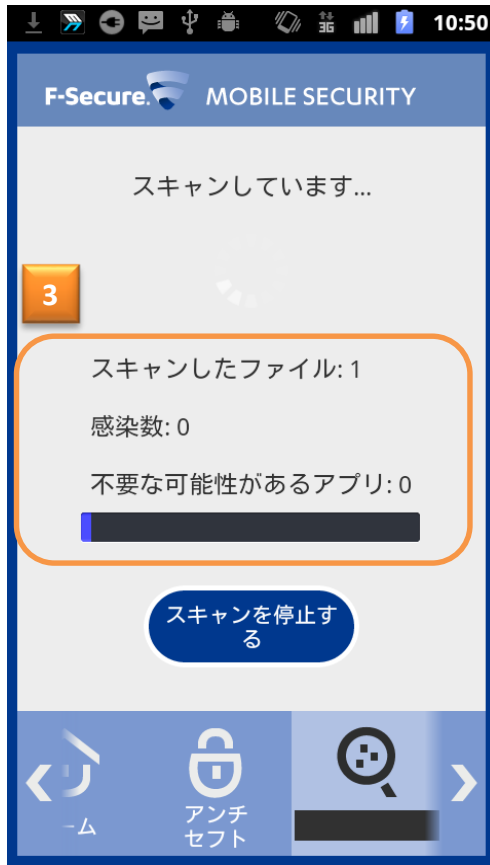 3G 10:50
F-Secure. MOBILE SECURITY
スキャンしています...
3
スキャンしたファイル: 1
感染数: 0
不要な可能性があるアプリ: 0
スキャンを停止す
る
ーム
アンチ
セフト